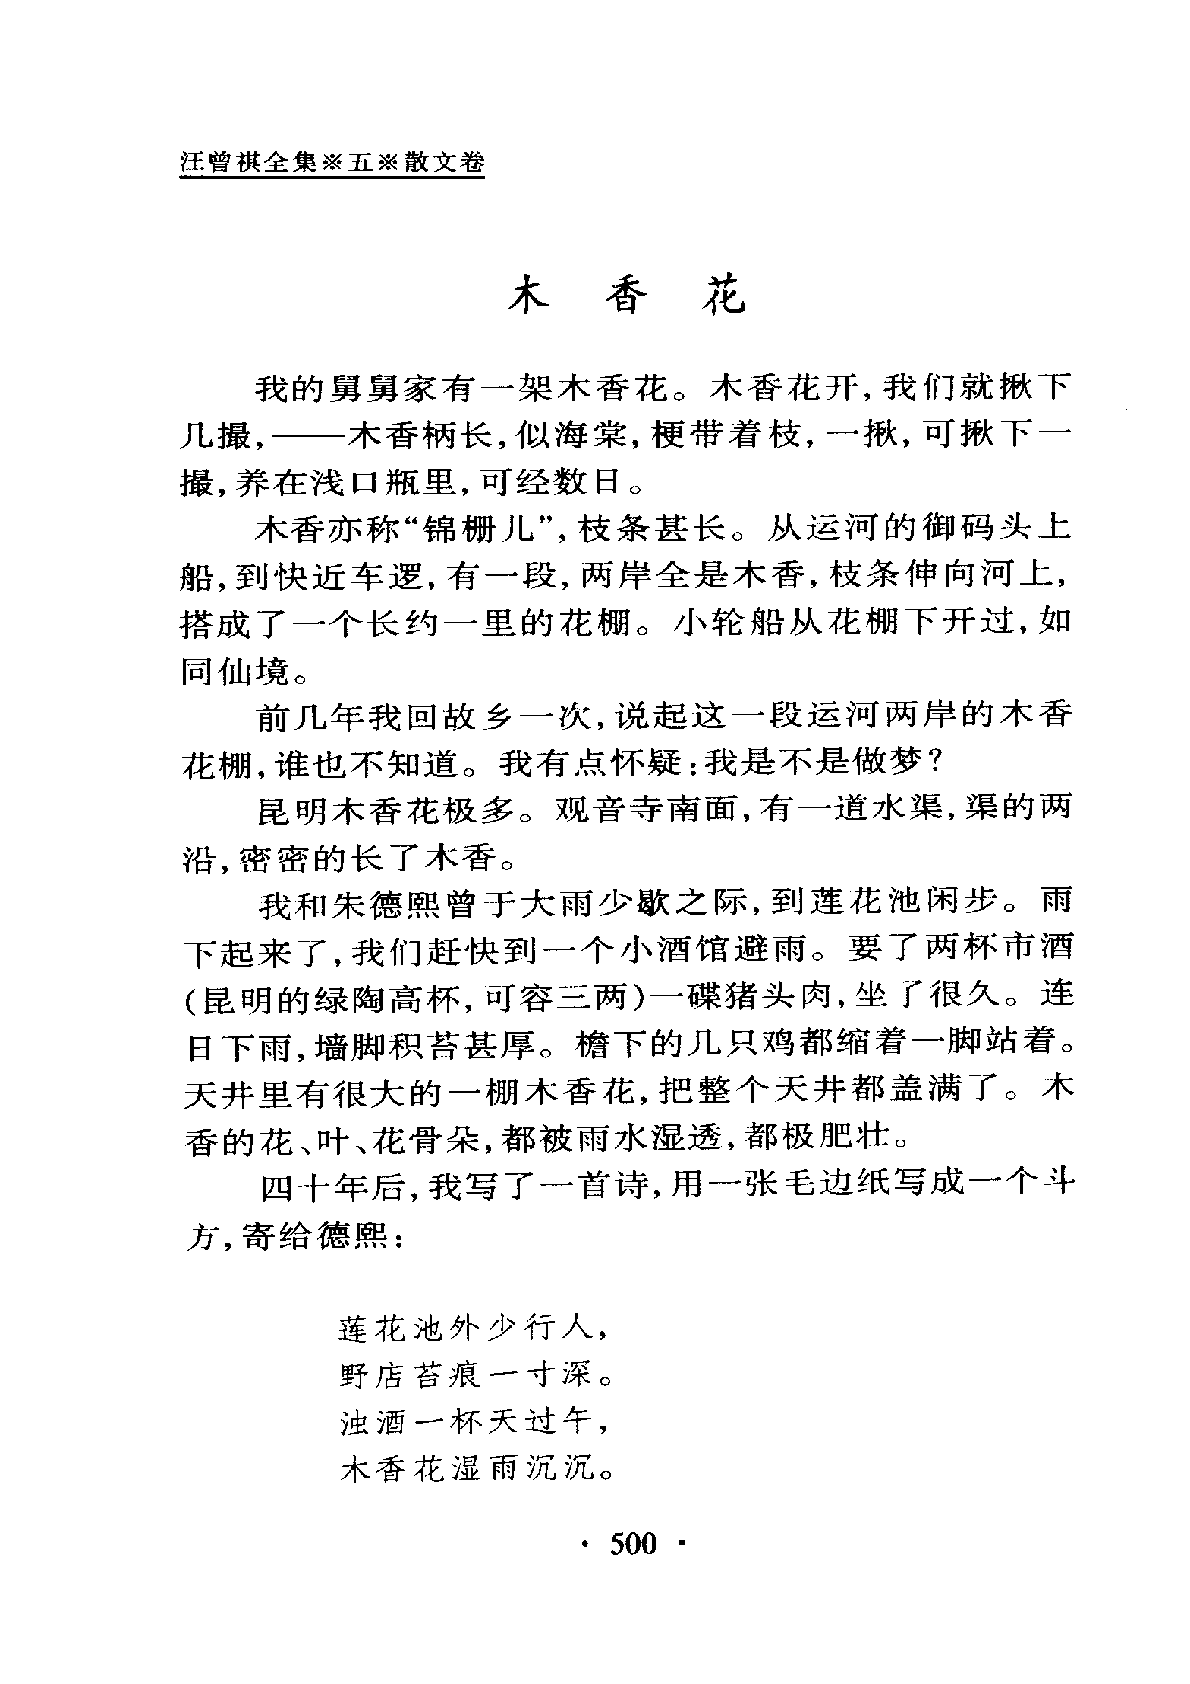 汪曾祺全集※五※散文卷
木 香 花
我的舅舅家有一架木香花。木香花开,我们就揪下
几撮,——木香柄长,似海棠,梗带着枝,一揪,可揪下一
撮,养在浅口瓶里,可经数日。
木香亦称“锦栅儿”,枝条甚长。从运河的御码头上
船,到快近车逻,有一段,两岸全是木香,枝条伸向河上,
搭成了一个长约一里的花棚。小轮船从花棚下开过,如
同仙境。
前几年我回故乡一次,说起这一段运河两岸的木香
花棚,谁也不知道。我有点怀疑:我是不是做梦?
昆明木香花极多。观音寺南面,有一道水渠,渠的两
沿,密密的长了木香。
我和朱德熙曾于大雨少歇之际,到莲花池闲步。雨
下起来了,我们赶快到一个小酒馆避雨。要了两杯市酒
(昆明的绿陶高杯,可容三两)一碟猪头肉,坐了很久。连
日下雨,墙脚积苔甚厚。檐下的几只鸡都缩着一脚站着。
天井里有很大的一棚木香花,把整个天井都盖满了。木
香的花、叶、花骨朵,都被雨水湿透,都极肥壮。
四十年后,我写了一首诗,用一张毛边纸写成一个斗
方,寄给德熙:
莲花池外少行人,
野店苔痕一寸深。
浊酒一杯天过午,
木香花湿雨沉沉。
· 500 ·